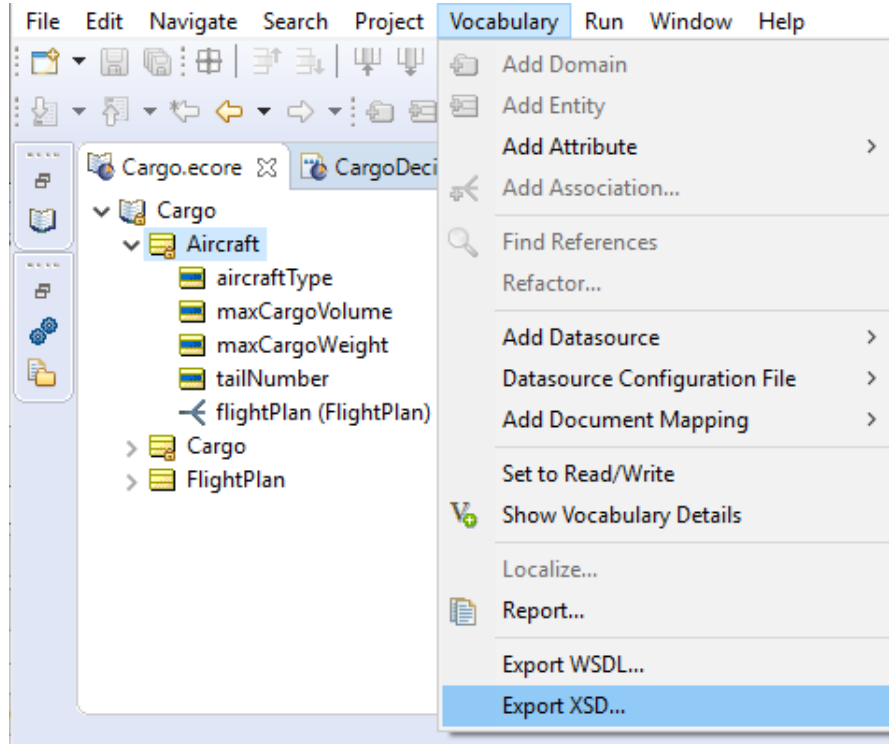 File Edit Navigate Search Project Vocabulary Run Window Help
Cargo.ecore
CargoDeci
Cargo
Aircraft
aircraftType
maxCargoVolume
maxCargoWeight
tailNumber
flightPlan (FlightPlan)
Cargo
FlightPlan
Add Domain
Add Entity
Add Attribute
Add Association...
Find References
Refactor...
Add Datasource
Datasource Configuration File
Add Document Mapping
Set to Read/Write
Show Vocabulary Details
Localize...
Report...
Export WSDL...
Export XSD...